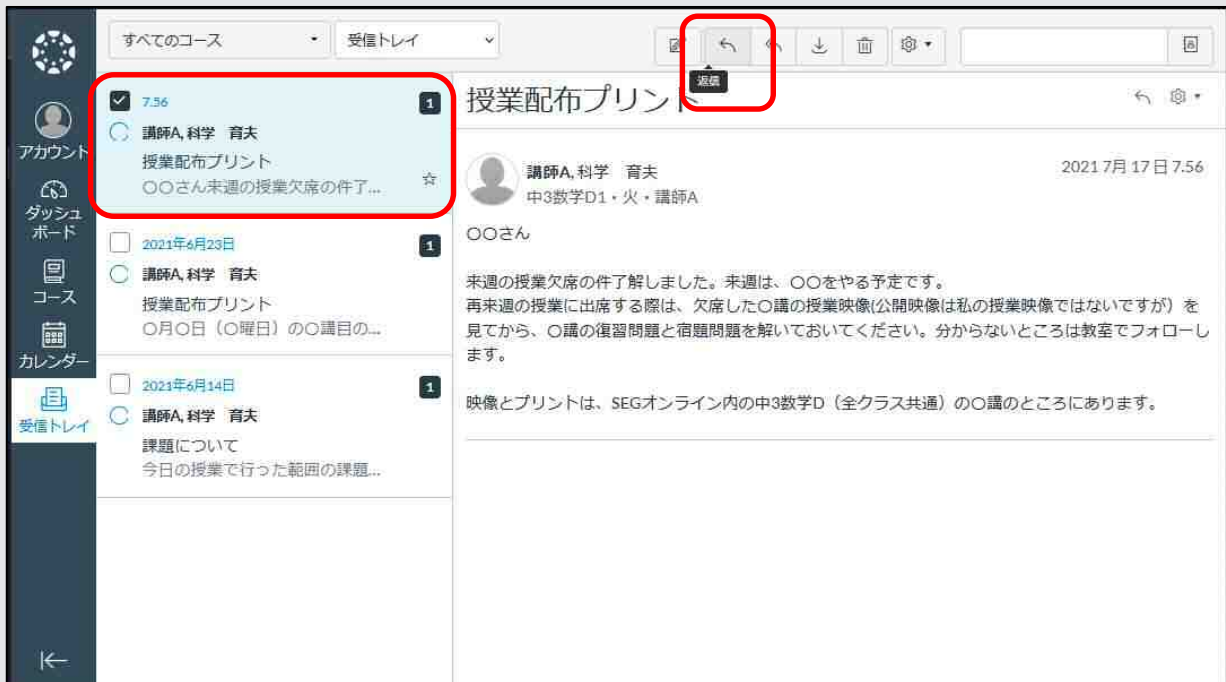 すべてのコース
受信トレイ
返信
アカウント
ダッシュ
ボード
コース
カレンダー
受信トレイ
7.56
1
講師A, 科学 育夫
授業配布プリント
〇〇さん来週の授業欠席の件了...
2021年6月23日
1
講師A, 科学 育夫
授業配布プリント
〇月〇日（〇曜日）の〇講目の...
2021年6月14日
1
講師A, 科学 育夫
課題について
今日の授業で行った範囲の課題...
授業配布プリント
講師A, 科学 育夫
2021 7月 17 日 7.56
中3数学D1・火・講師A
〇〇さん
来週の授業欠席の件了解しました。来週は、〇〇をやる予定です。
再来週の授業に出席する際は、欠席した〇講の授業映像(公開映像は私の授業映像ではないですが）を
見てから、〇講の復習問題と宿題問題を解いておいてください。分からないところは教室でフォローし
ます。
映像とプリントは、SEGオンライン内の中3数学D（全クラス共通）の〇講のところにあります。